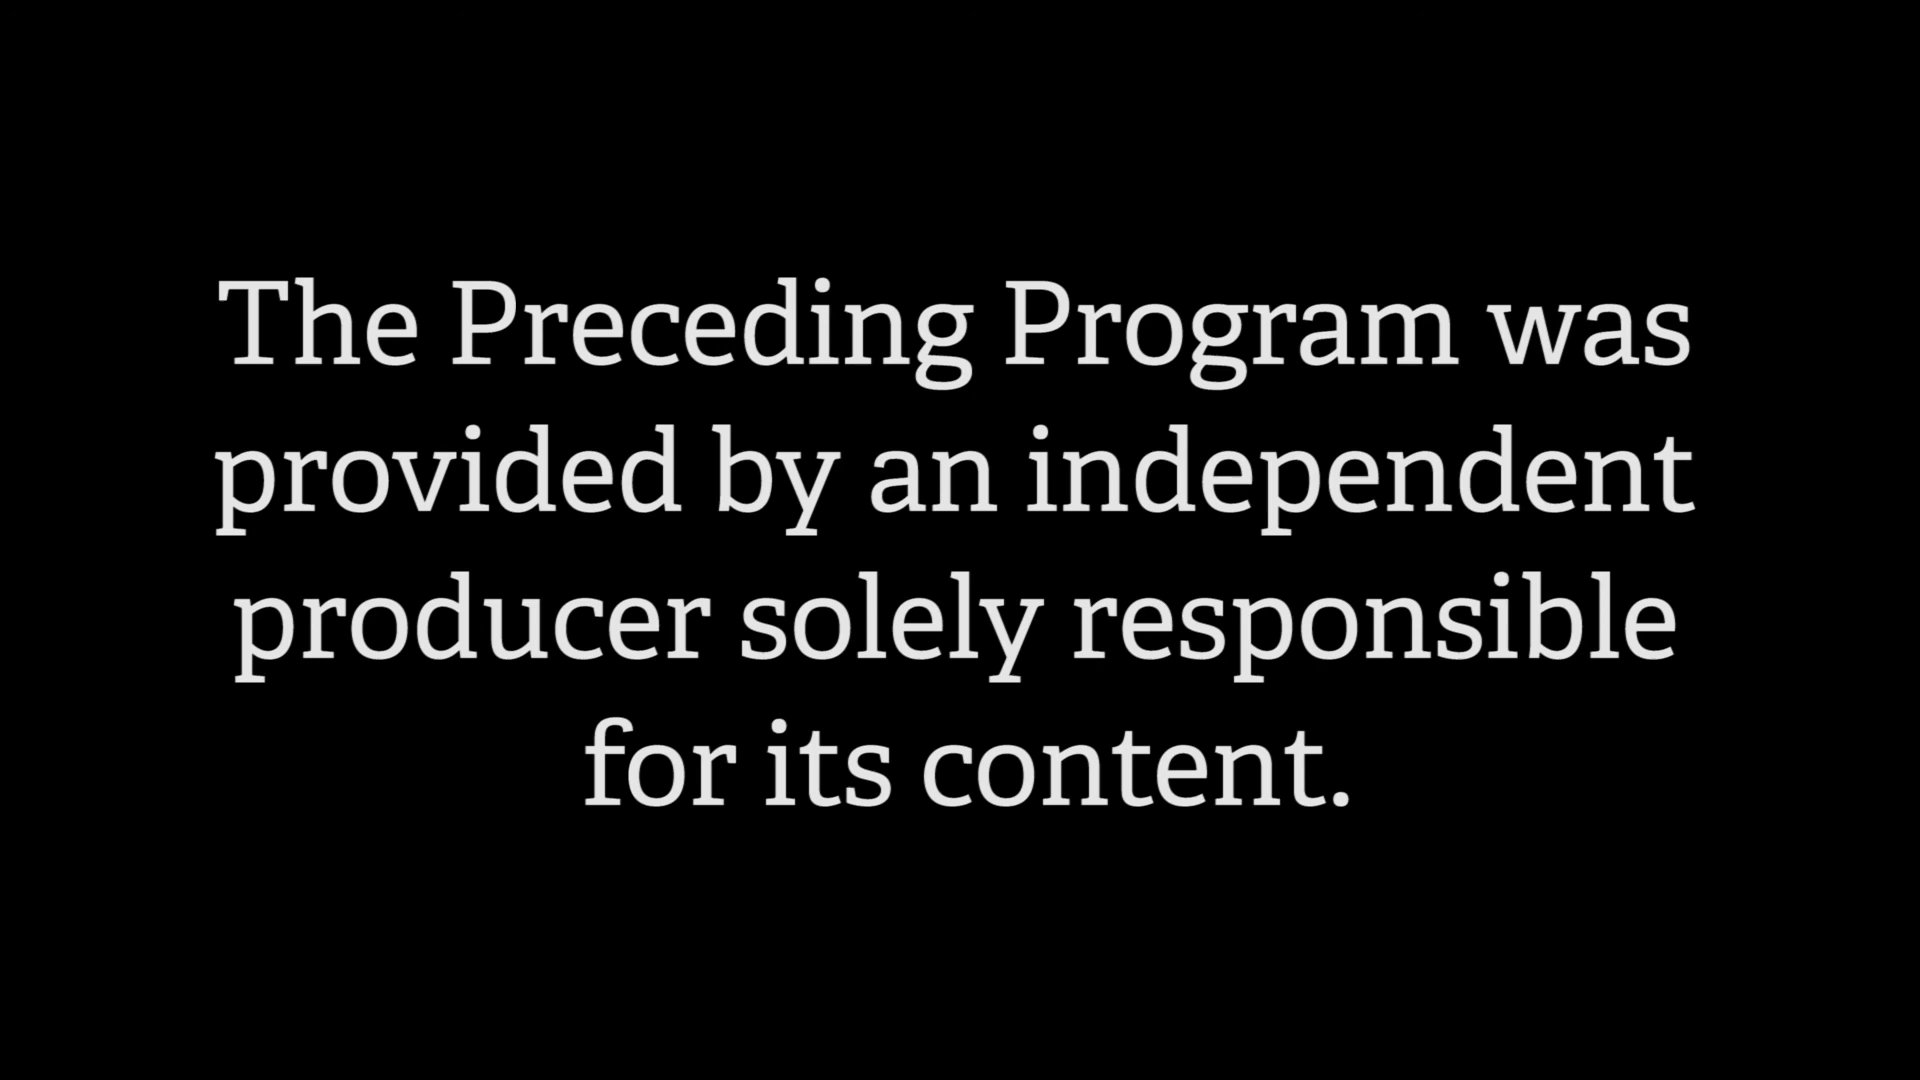 The Preceding Program was
provided by an independent
producer solely responsible
for its content.